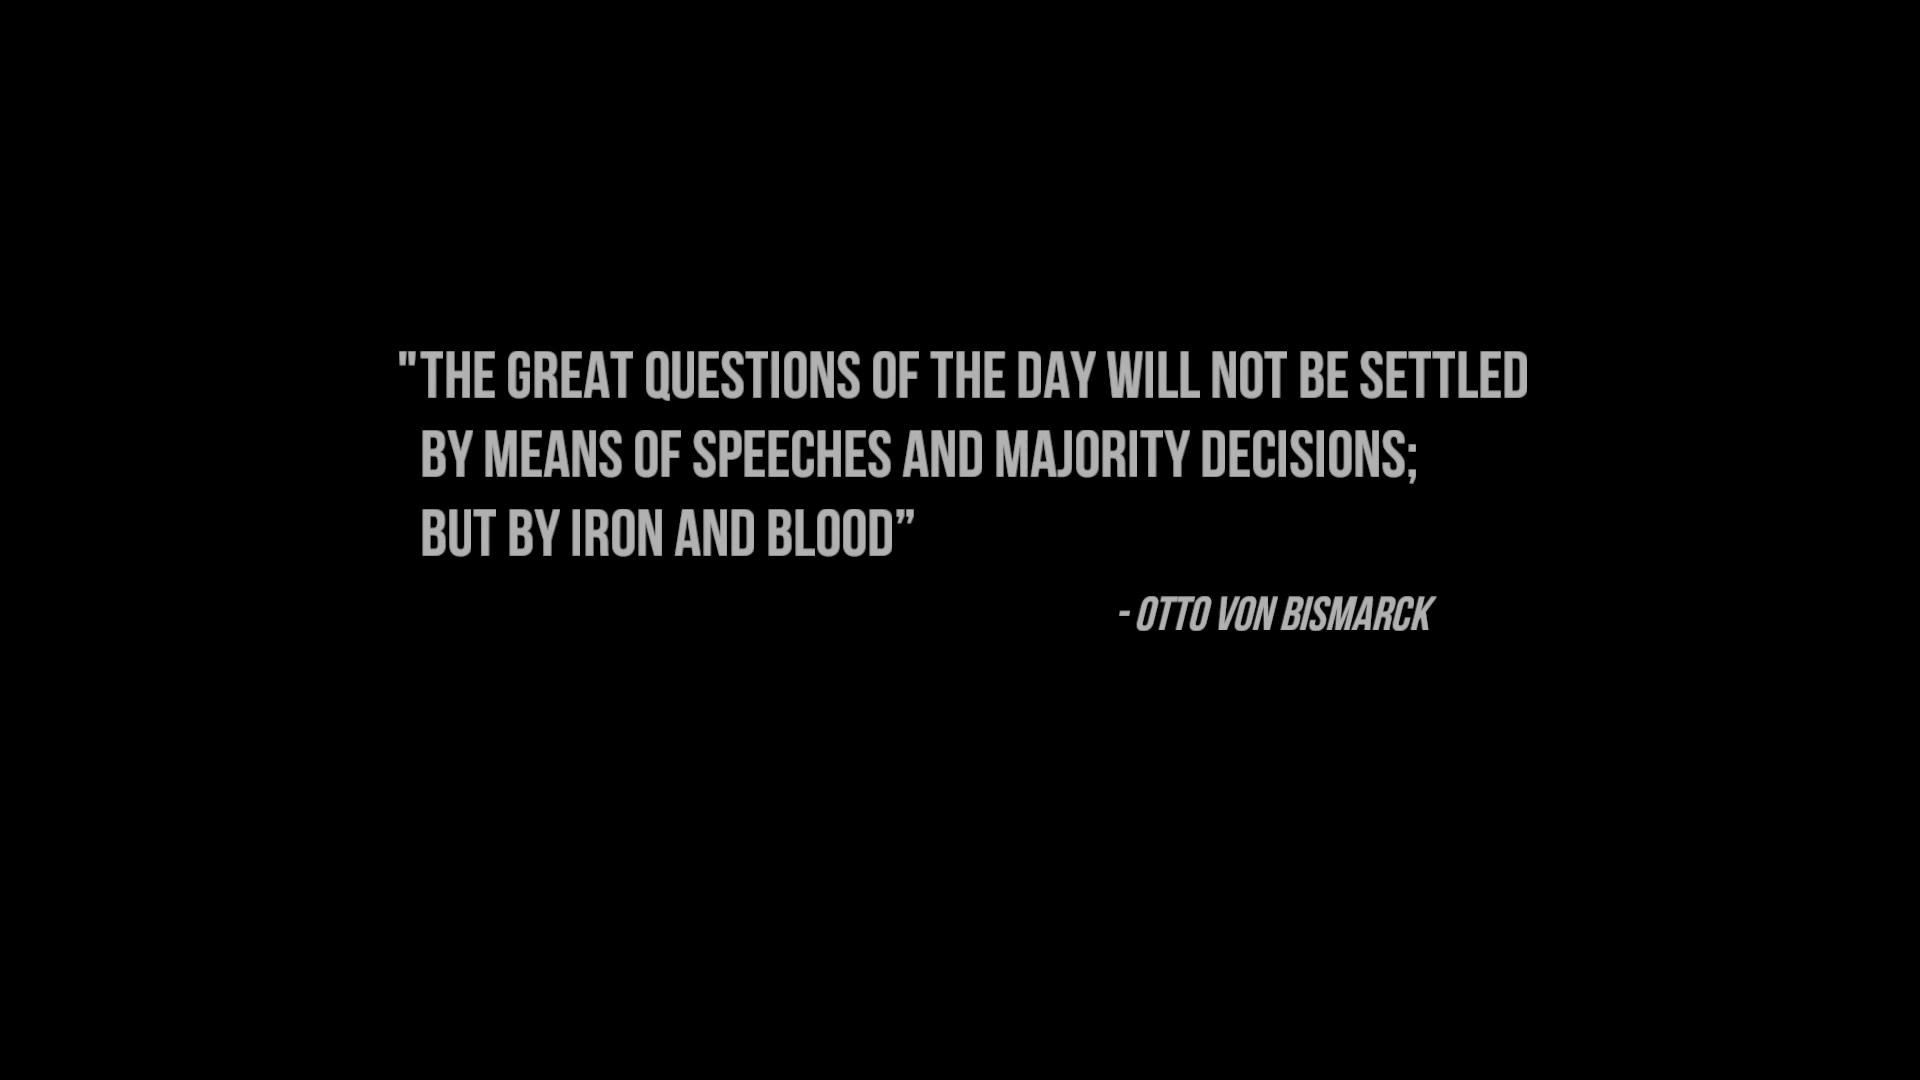 "THE GREAT QUESTIONS OF THE DAY WILL NOT BE SETTLED
BY MEANS OF SPEECHES AND MAJORITY DECISIONS;
BUT BY IRON AND BLOOD”
- OTTO VON BISMARCK